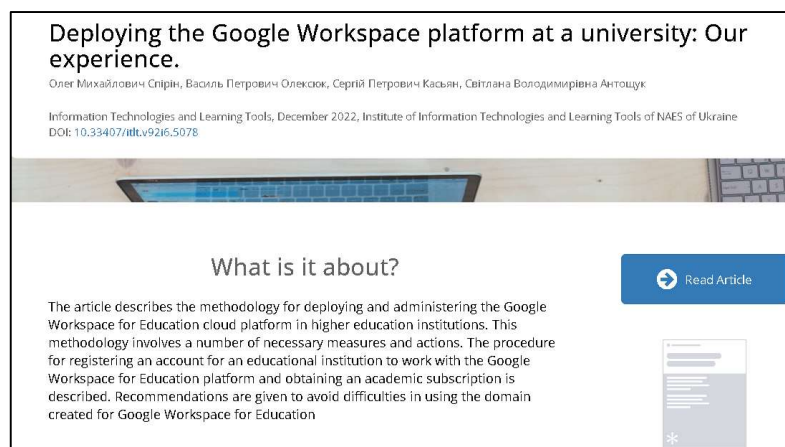 Deploying the Google Workspace platform at a university: Our
experience.
Олег Михайлович Спірін, Василь Петрович Олексюк, Сергій Петрович Касьян, Світлана Володимирівна Антощук
Information Technologies and Learning Tools, December 2022, Institute of Information Technologies and Learning Tools of NAES of Ukraine
DOI: 10.33407/itlt.v92i6.5078
What is it about?
Read Article
The article describes the methodology for deploying and administering the Google
Workspace for Education cloud platform in higher education institutions. This
methodology involves a number of necessary measures and actions. The procedure
for registering an account for an educational institution to work with the Google
Workspace for Education platform and obtaining an academic subscription is
described. Recommendations are given to avoid difficulties in using the domain
created for Google Workspace for Education